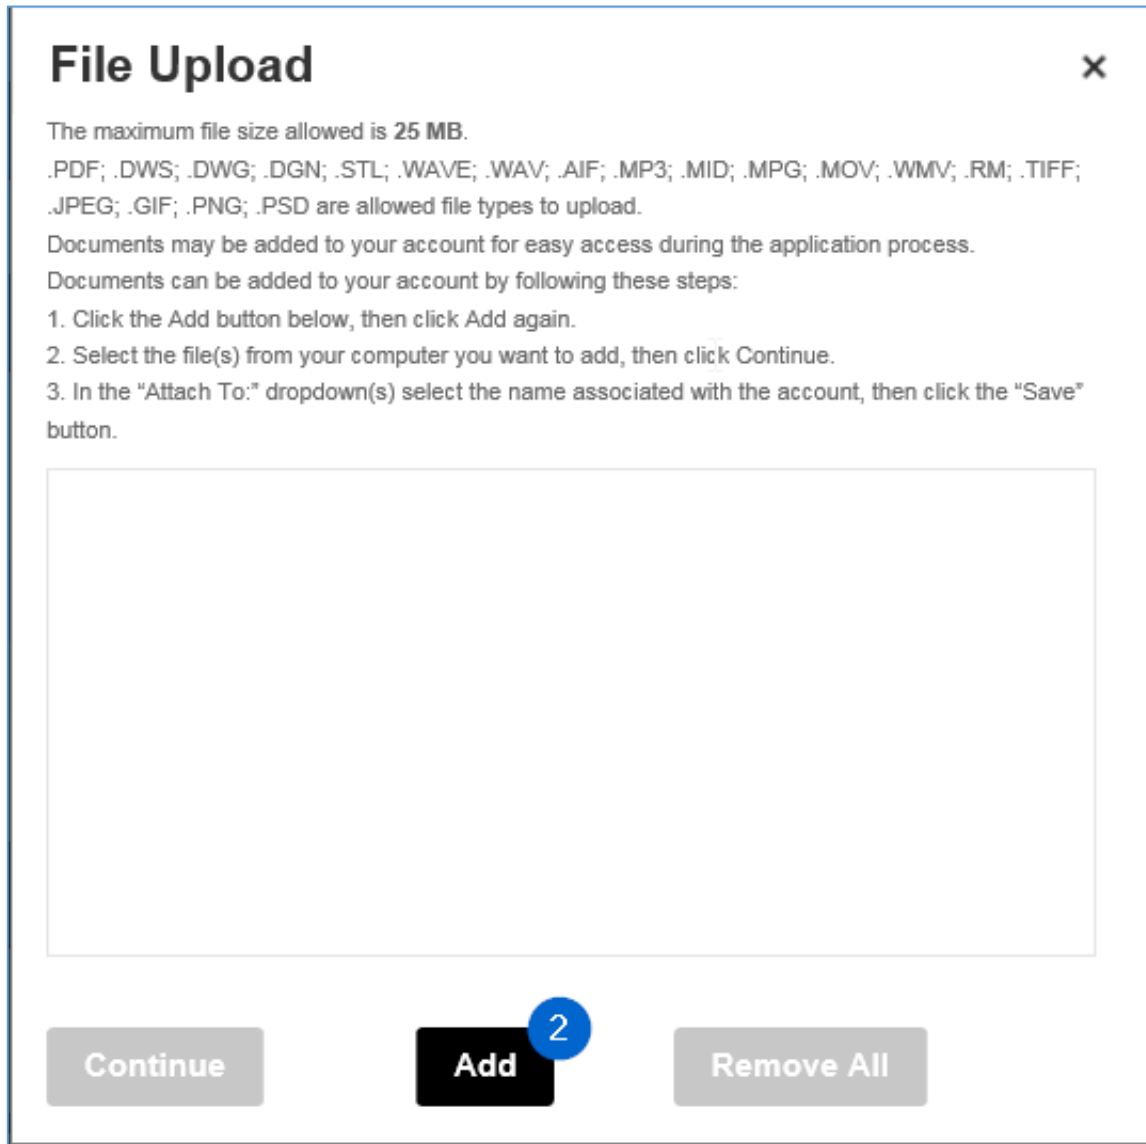 File Upload
×
The maximum file size allowed is 25 MB.
.PDF; .DWS; .DWG; .DGN; .STL; .WAVE; .WAV; .AIF; .MP3; .MID; .MPG; .MOV; .WMV; .RM; .TIFF;
.JPEG; .GIF; .PNG; .PSD are allowed file types to upload.
Documents may be added to your account for easy access during the application process.
Documents can be added to your account by following these steps:
1. Click the Add button below, then click Add again.
2. Select the file(s) from your computer you want to add, then click Continue.
3. In the “Attach To:” dropdown(s) select the name associated with the account, then click the “Save”
button.
2
Continue
Add
Remove All